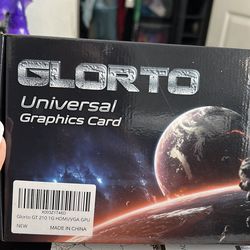 GLORTO
Universal
Graphics Card
Glorto GT 210 1G HDMI/VGA GPU
NEW
MADE IN CHINA